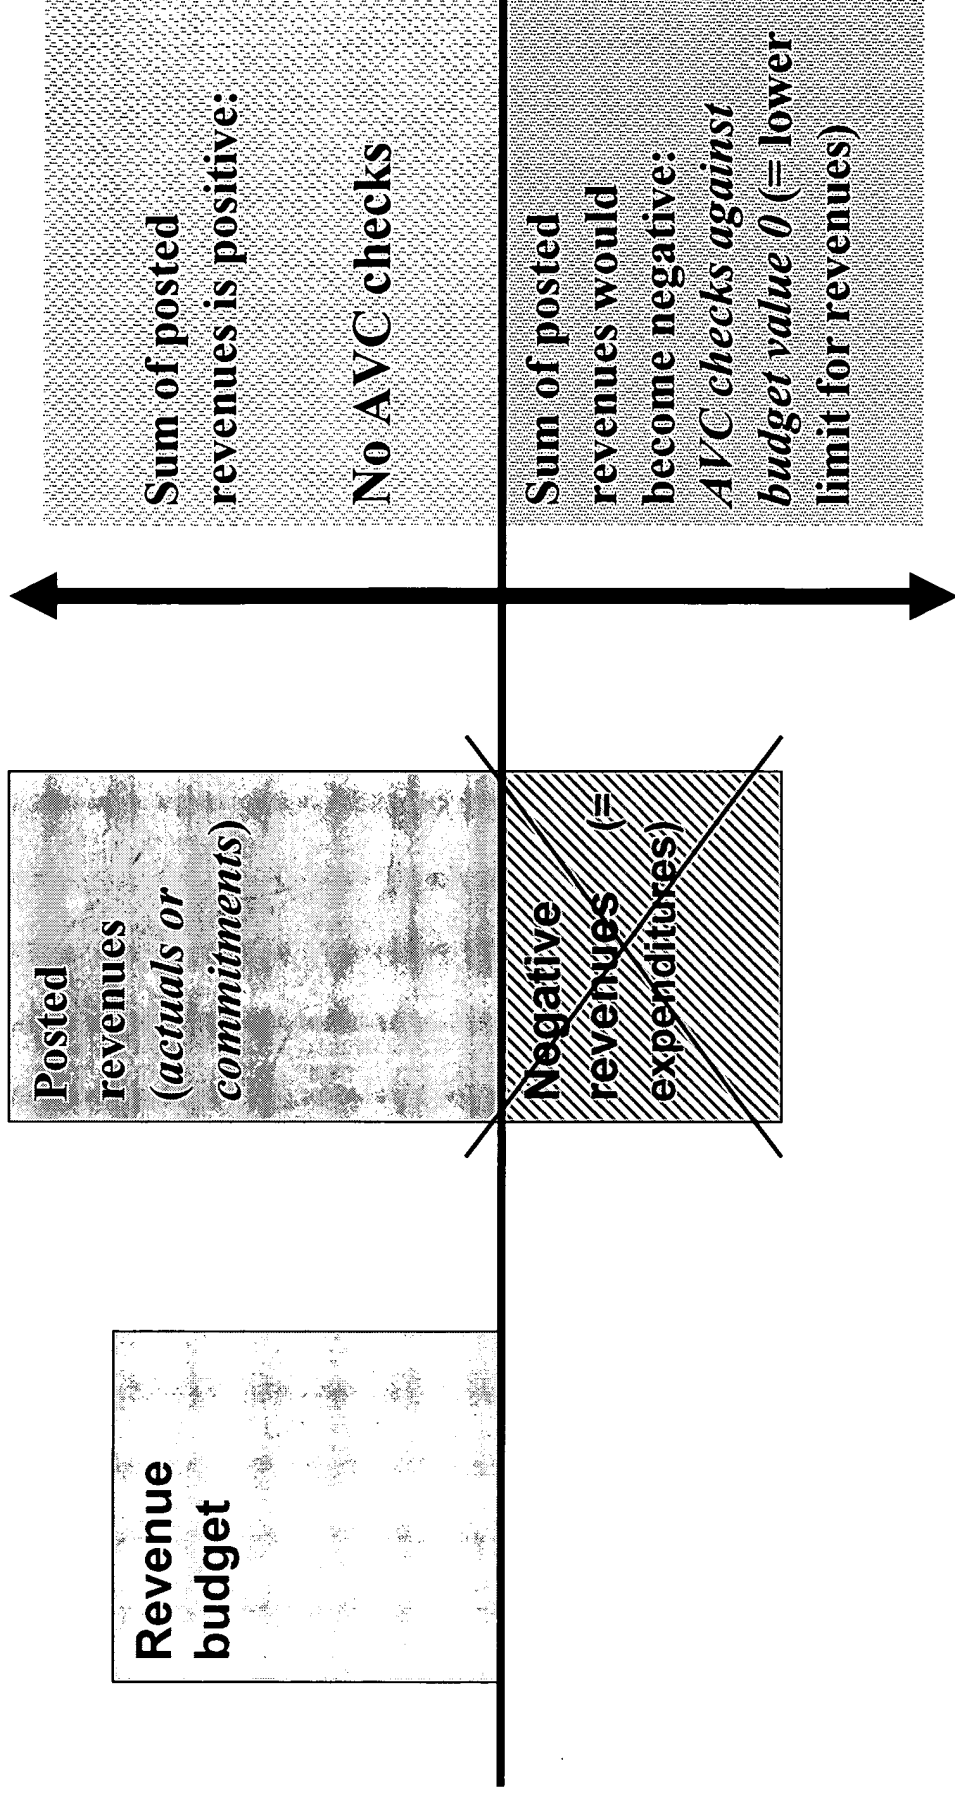 Revenue
budget
Posted
revenues
(actuals or
commitments)
Negative
revenues (=
expenditures)
Sum of posted
revenues is positive:
No AVC checks
Sum of posted
revenues would
become negative:
AVC checks against
budget value 0 (= lower
limit for revenues)